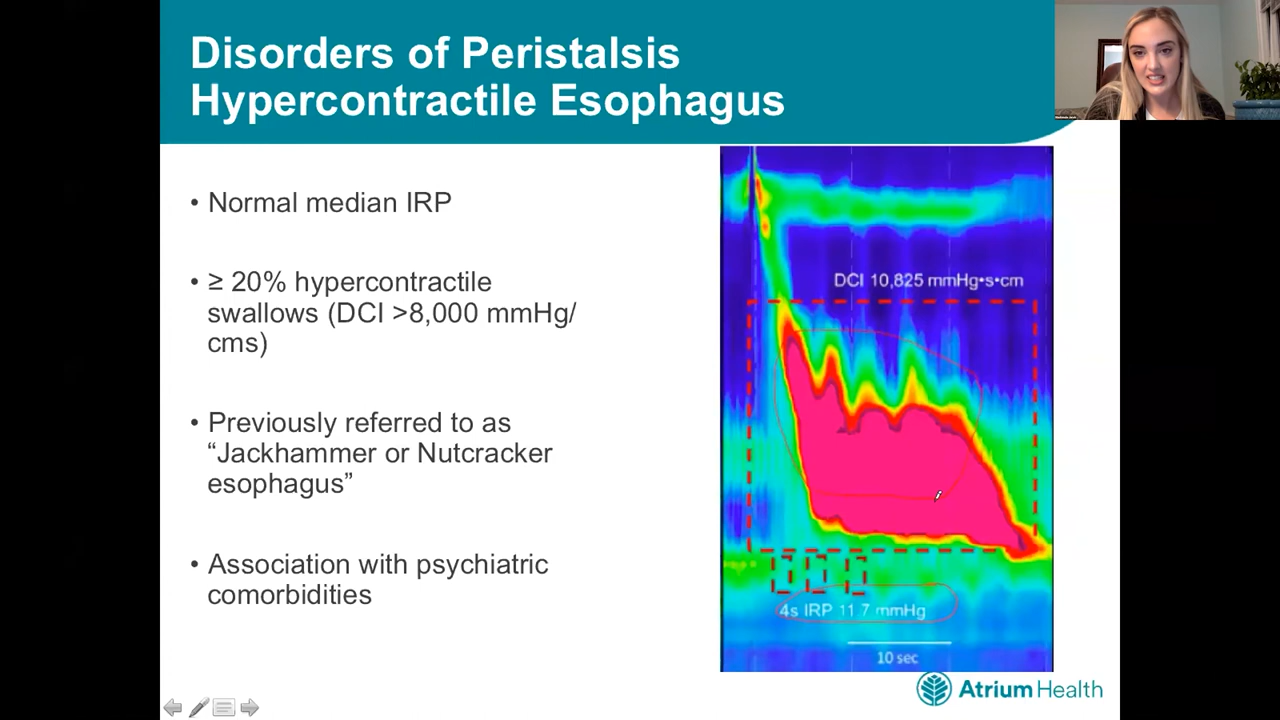 Disorders of Peristalsis
Hypercontractile Esophagus
• Normal median IRP
• ≥ 20% hypercontractile
swallows (DCI >8,000 mmHg/
cms)
• Previously referred to as
“Jackhammer or Nutcracker
esophagus”
• Association with psychiatric
comorbidities
DCI 10,825 mmHg•s•cm
4s IRP 11.7 mmHg
10 sec
Atrium Health